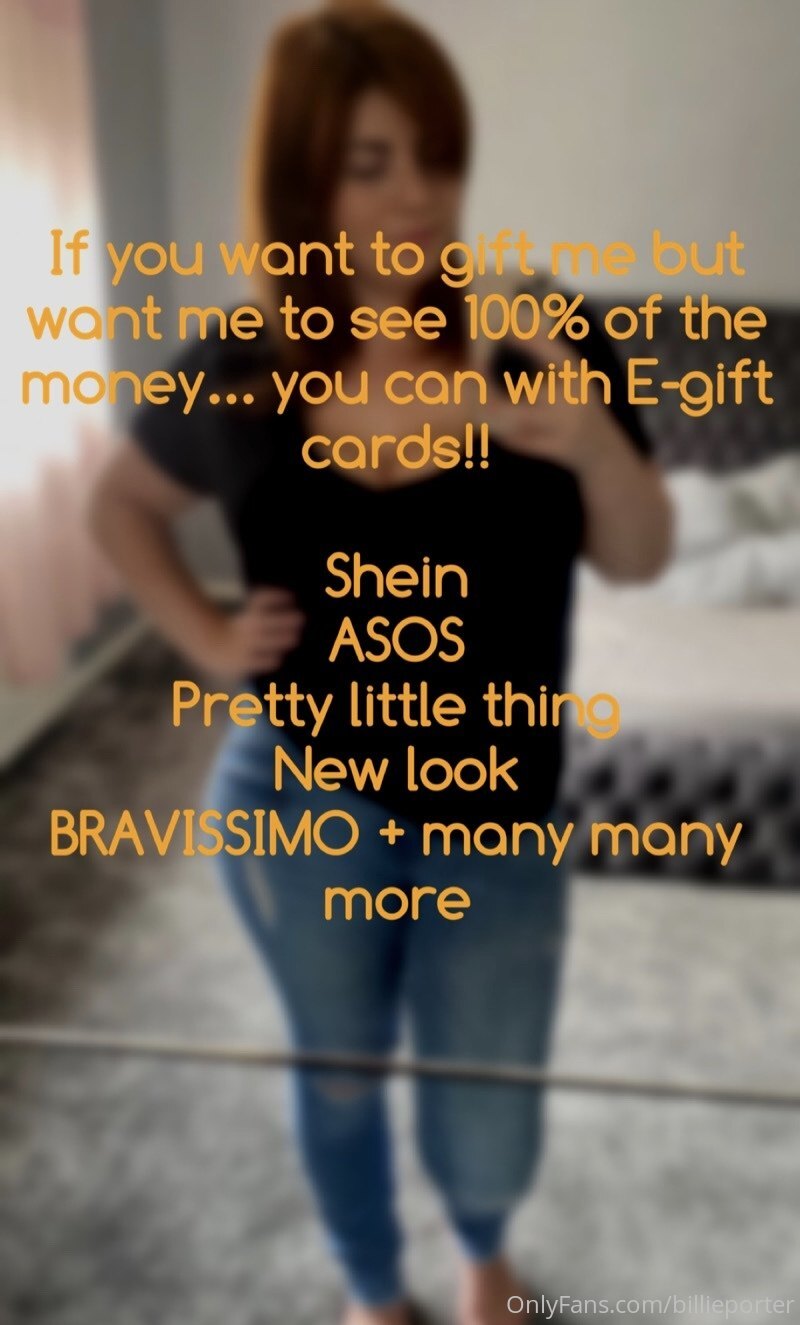 If you want to gift me but
want me to see 100% of the
money... you can with E-gift
cards!!
Shein
ASOS
Pretty little thing
New look
BRAVISSIMO + many many
more
OnlyFans.com/billieporter